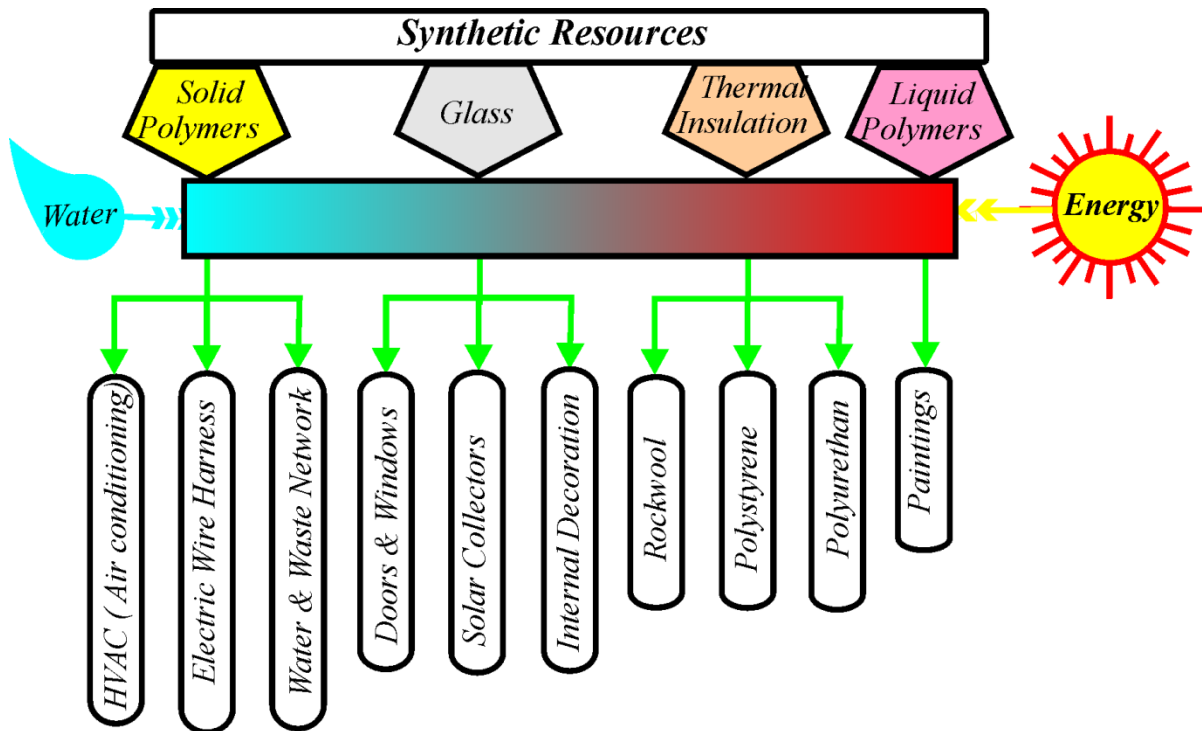 Synthetic Resources
Solid
Polymers
Glass
Thermal
Insulation
Liquid
Polymers
Water
Energy
HVAC ( Air conditioning)
Electric Wire Harness
Water & Waste Network
Doors & Windows
Solar Collectors
Internal Decoration
Rockwool
Polystyrene
Polyurethan
Paintings